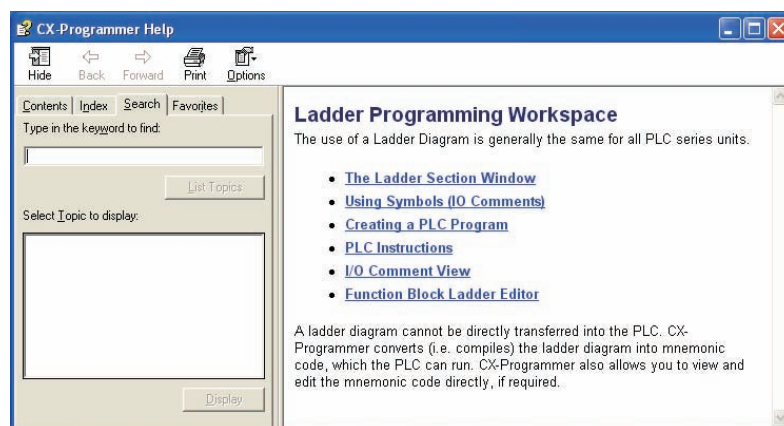 CX-Programmer Help
Hide Back Forward Print Options
Contents Index Search Favorites
Type in the keyword to find:
List Topics
Select Topic to display:
Display
Ladder Programming Workspace
The use of a Ladder Diagram is generally the same for all PLC series units.
• The Ladder Section Window
• Using Symbols (IO Comments)
• Creating a PLC Program
• PLC Instructions
• I/O Comment View
• Function Block Ladder Editor
A ladder diagram cannot be directly transferred into the PLC. CX-
Programmer converts (i.e. compiles) the ladder diagram into mnemonic
code, which the PLC can run. CX-Programmer also allows you to view and
edit the mnemonic code directly, if required.